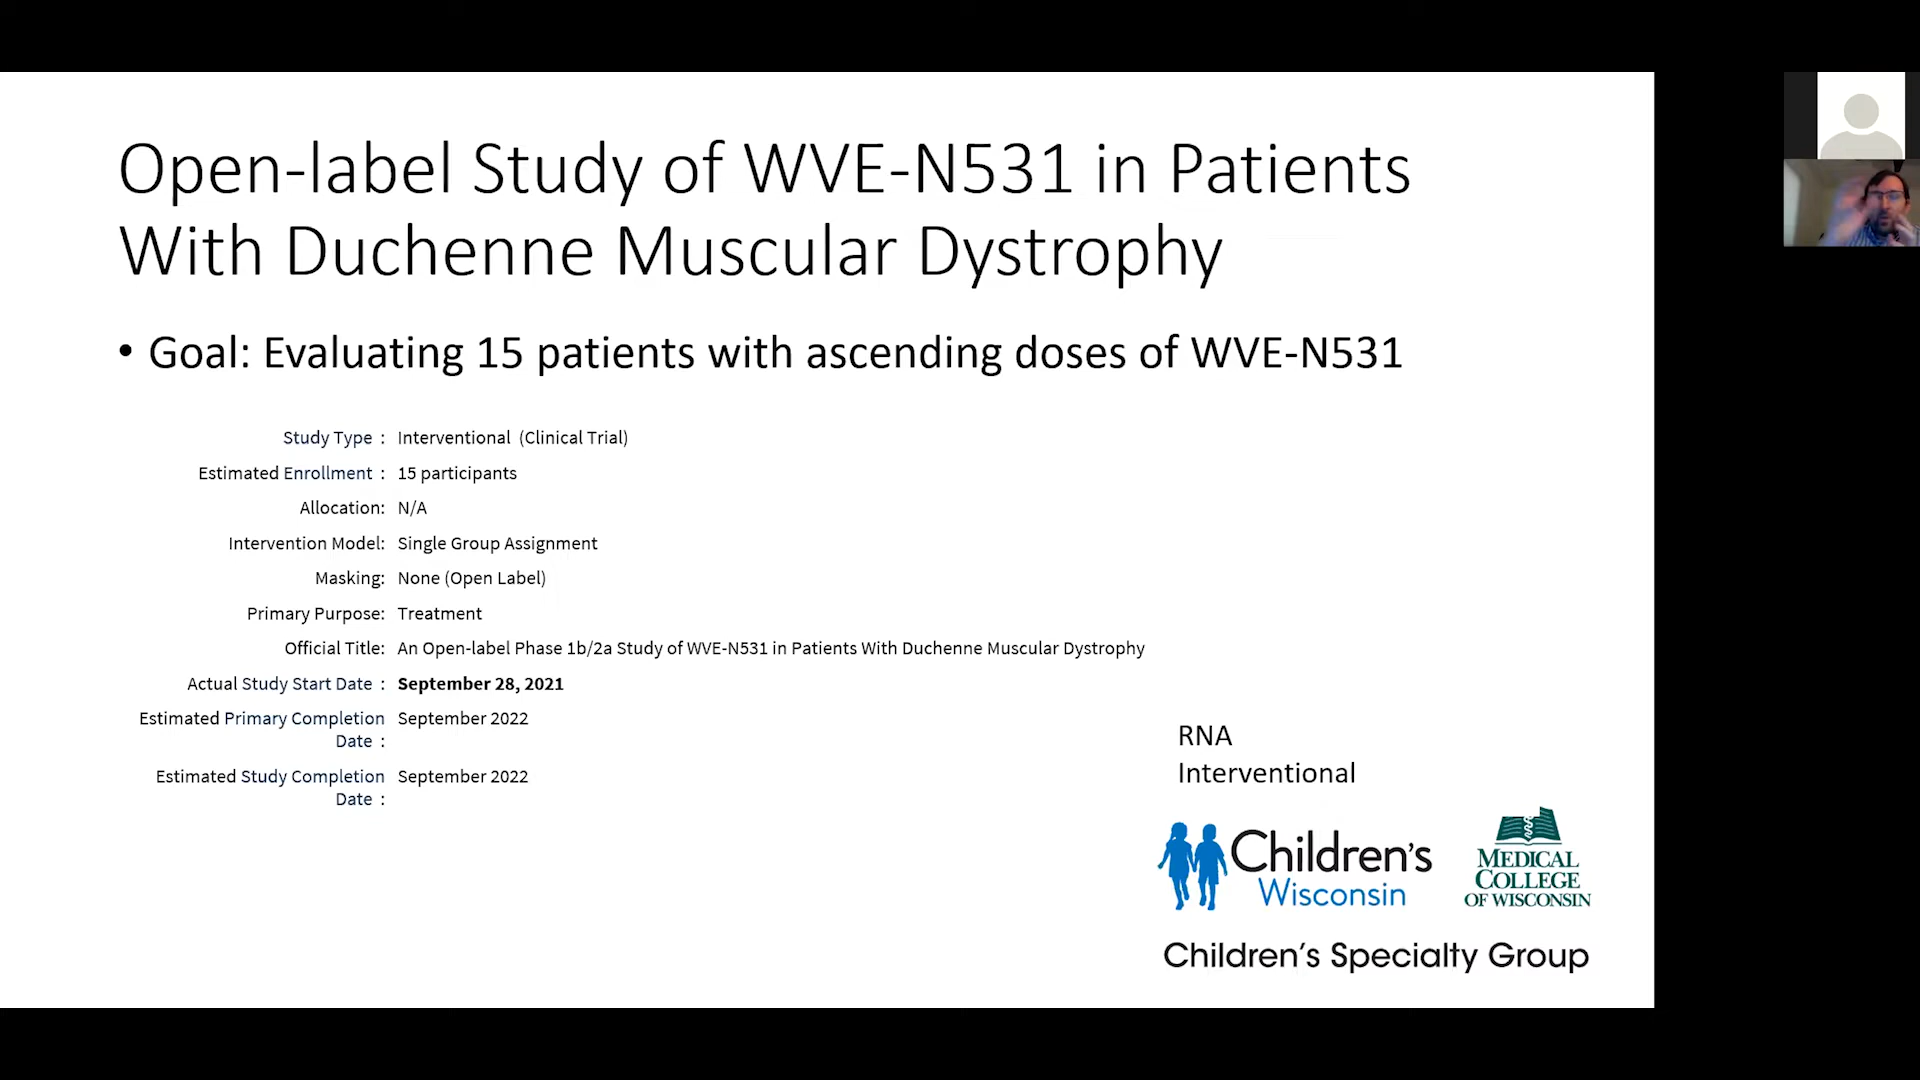 Open-label Study of WVE-N531 in Patients
With Duchenne Muscular Dystrophy
• Goal: Evaluating 15 patients with ascending doses of WVE-N531
Study Type : Interventional (Clinical Trial)
Estimated Enrollment : 15 participants
Allocation: N/A
Intervention Model: Single Group Assignment
Masking: None (Open Label)
Primary Purpose: Treatment
Official Title: An Open-label Phase 1b/2a Study of WVE-N531 in Patients With Duchenne Muscular Dystrophy
Actual Study Start Date : September 28, 2021
Estimated Primary Completion September 2022
Date :
Estimated Study Completion September 2022
Date :
RNA
Interventional
Children's
Wisconsin
MEDICAL
COLLEGE
OF WISCONSIN
Children's Specialty Group